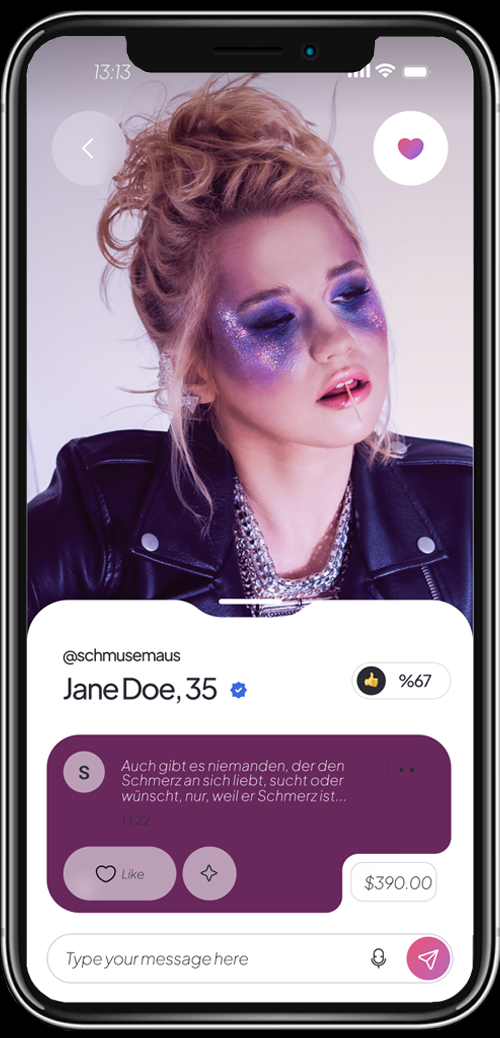 13:13
@schmusemaus
Jane Doe, 35
%67
S
Auch gibt es niemanden, der den
Schmerz an sich liebt, sucht oder
wünscht, nur, weil er Schmerz ist...
13:22
Like
$390.00
Type your message here